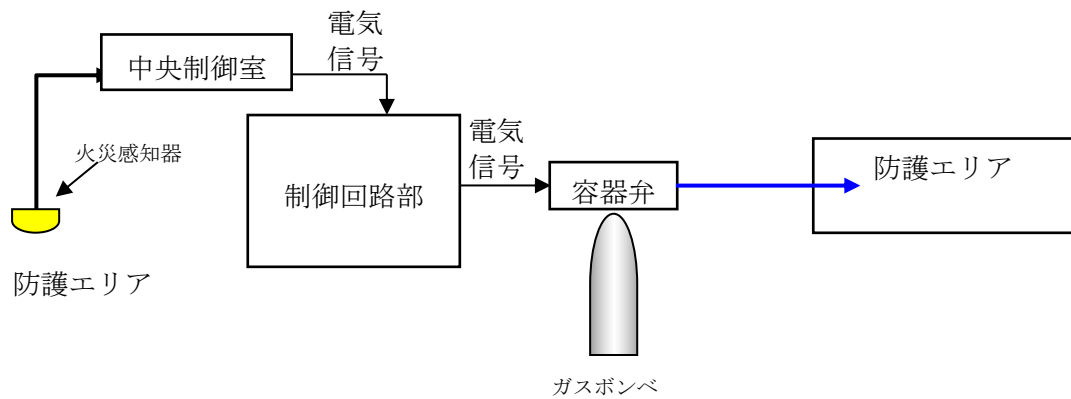 電気
信号
中央制御室
火災感知器
防護エリア
制御回路部
電気
信号
容器弁
防護エリア
ガスボンベ